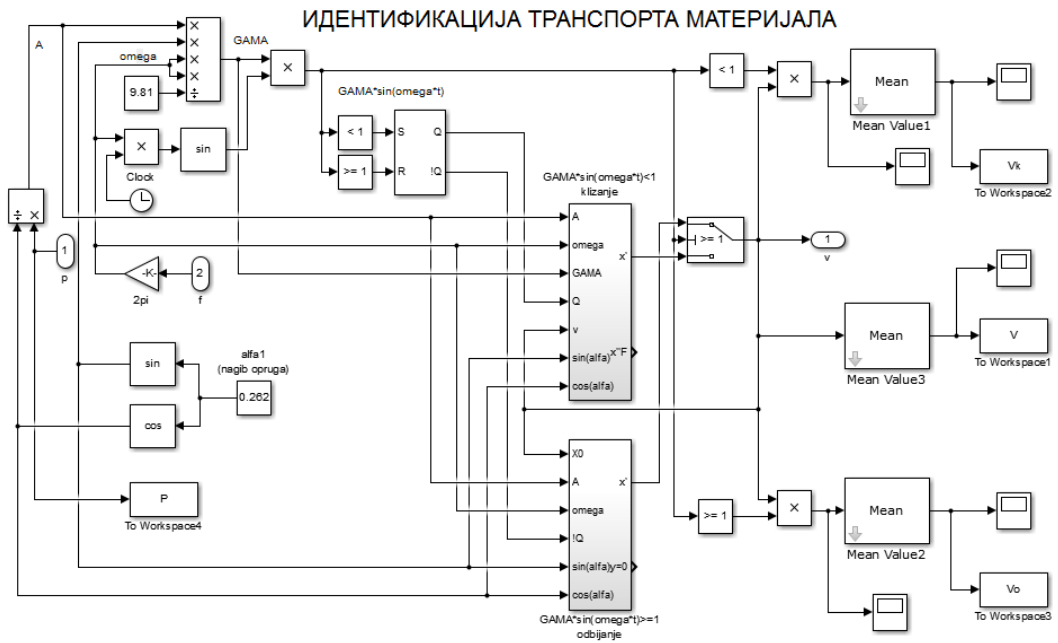 ИДЕНТИФИКАЦИЈА ТРАНСПОРТА МАТЕРИЈАЛА
A
omega
9.81
×
×
×
×
÷
GAMA
×
GAMA*sin(omega*t)
< 1
>= 1
S
R
Q
!Q
×
Clock
sin
÷ ×
1
p
-K-
2pi
2
f
sin
cos
alfa1
(nagib opruga)
0.262
P
To Workspace4
GAMA*sin(omega*t)<1
klizanje
A
omega
GAMA
Q
v
sin(alfa)
cos(alfa)
x'
x''F
>= 1
1
v
X0
A
omega
!Q
sin(alfa)
cos(alfa)
x'
y=0
GAMA*sin(omega*t)>=1
odbijanje
< 1
×
Mean
Mean Value1
Vk
To Workspace2
Mean
Mean Value3
V
To Workspace1
>= 1
×
Mean
Mean Value2
Vo
To Workspace3